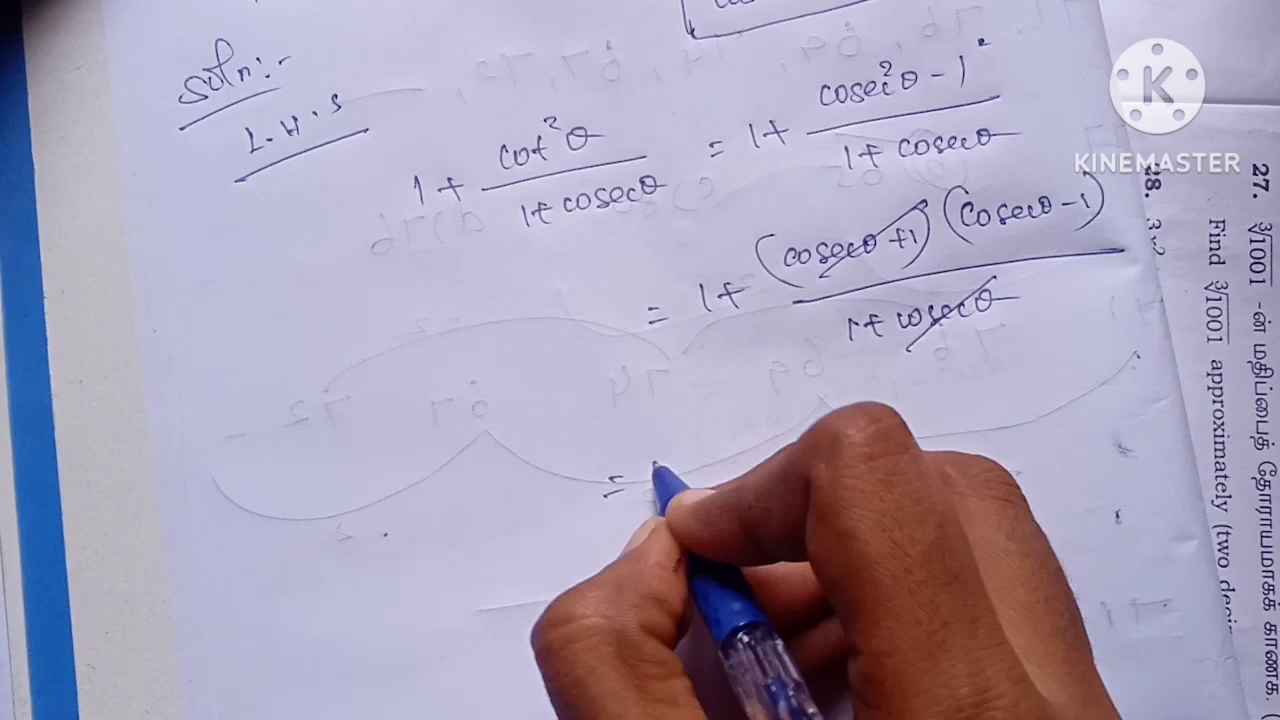 Soln:-
L.H.S
1 + cot²θ / 1 + cosecθ = 1 + cosec²θ - 1² / 1 + cosecθ
= 1 + (cosecθ + 1) (cosecθ - 1) / 1 + cosecθ
=
KINEMASTER
27. ∛1001 -ன் மதிப்பைத் தோராயமாகக் காண்க. (
Find ∛1001 approximately (two deci
28.